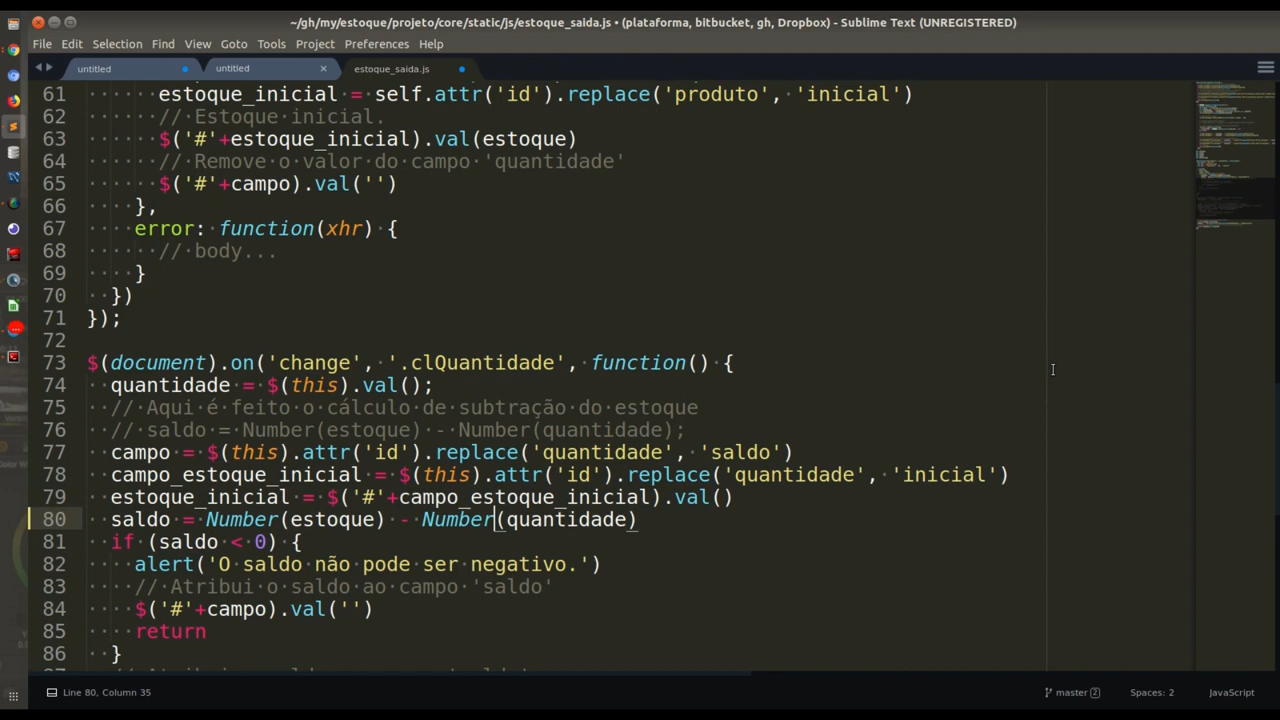 ~/gh/my/estoque/projeto/core/static/js/estoque_saida.js • (plataforma, bitbucket, gh, Dropbox) - Sublime Text (UNREGISTERED)
File Edit Selection Find View Goto Tools Project Preferences Help
untitled untitled estoque_saida.js
61 estoque_inicial = self.attr('id').replace('produto', 'inicial')
62 // Estoque inicial.
63 $('#'+estoque_inicial).val(estoque)
64 // Remove o valor do campo 'quantidade'
65 $('#'+campo).val('')
66 },
67 error: function(xhr) {
68 // body...
69 }
70 })
71 });
72
73 $(document).on('change', '.clQuantidade', function() {
74 quantidade = $(this).val();
75 // Aqui é feito o cálculo de subtração do estoque
76 // saldo = Number(estoque) - Number(quantidade);
77 campo = $(this).attr('id').replace('quantidade', 'saldo')
78 campo_estoque_inicial = $(this).attr('id').replace('quantidade', 'inicial')
79 estoque_inicial = $('#'+campo_estoque_inicial).val()
80 saldo = Number(estoque) - Number(quantidade)
81 if (saldo < 0) {
82 alert('O saldo não pode ser negativo.')
83 // Atribui o saldo ao campo 'saldo'
84 $('#'+campo).val('')
85 return
86 }
Line 80, Column 35 master 2 Spaces: 2 JavaScript